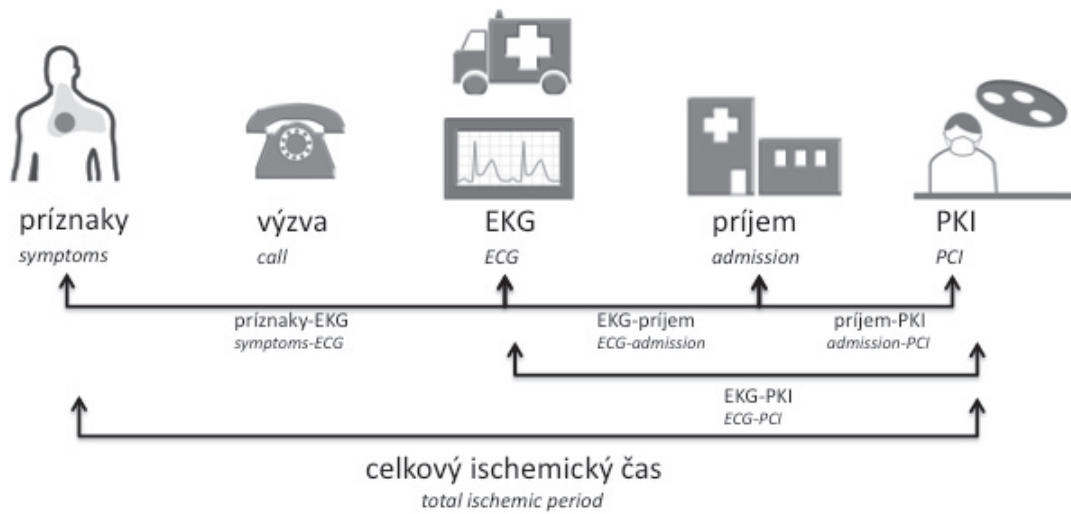 príznaky
symptoms
výzva
call
EKG
ECG
príjem
admission
PKI
PCI
príznaky-EKG
symptoms-ECG
EKG-príjem
ECG-admission
príjem-PKI
admission-PCI
EKG-PKI
ECG-PCI
celkový ischemický čas
total ischemic period